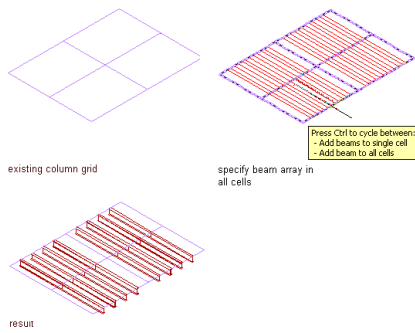 existing column grid
Press Ctrl to cycle between:
- Add beams to single cell
- Add beam to all cells
specify beam array in
all cells
result